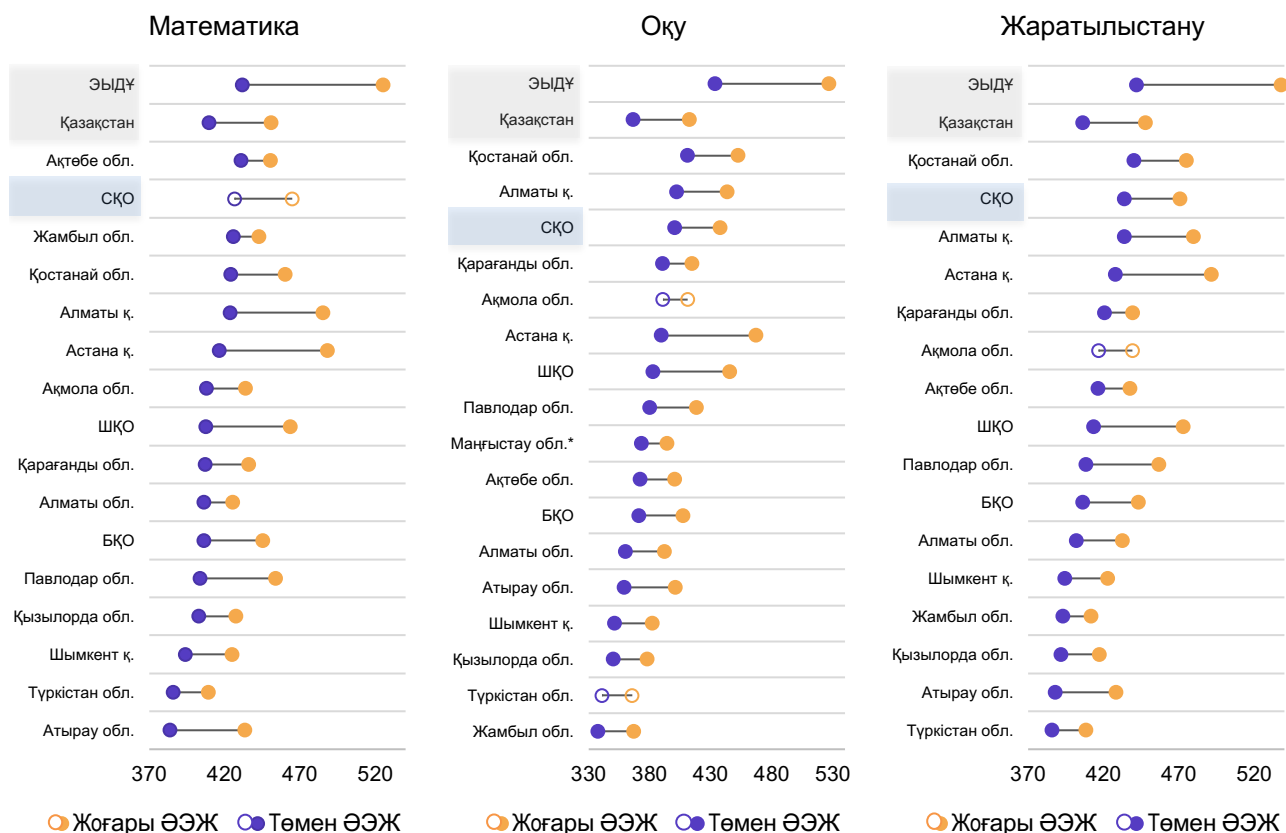 Математика
ЭЫДҰ
Қазақстан
Ақтөбе обл.
СҚО
Жамбыл обл.
Қостанай обл.
Алматы қ.
Астана қ.
Ақмола обл.
ШҚО
Қарағанды обл.
Алматы обл.
БҚО
Павлодар обл.
Қызылорда обл.
Шымкент қ.
Түркістан обл.
Атырау обл.
370 420 470 520
Жоғары ӘЭЖ Төмен ӘЭЖ
Оқу
ЭЫДҰ
Қазақстан
Қостанай обл.
Алматы қ.
СҚО
Қарағанды обл.
Ақмола обл.
Астана қ.
ШҚО
Павлодар обл.
Маңғыстау обл.*
Ақтөбе обл.
БҚО
Алматы обл.
Атырау обл.
Шымкент қ.
Қызылорда обл.
Түркістан обл.
Жамбыл обл.
330 380 430 480 530
Жоғары ӘЭЖ Төмен ӘЭЖ
Жаратылыстану
ЭЫДҰ
Қазақстан
Қостанай обл.
СҚО
Алматы қ.
Астана қ.
Қарағанды обл.
Ақмола обл.
Ақтөбе обл.
ШҚО
Павлодар обл.
БҚО
Алматы обл.
Шымкент қ.
Жамбыл обл.
Қызылорда обл.
Атырау обл.
Түркістан обл.
370 420 470 520
Жоғары ӘЭЖ Төмен ӘЭЖ